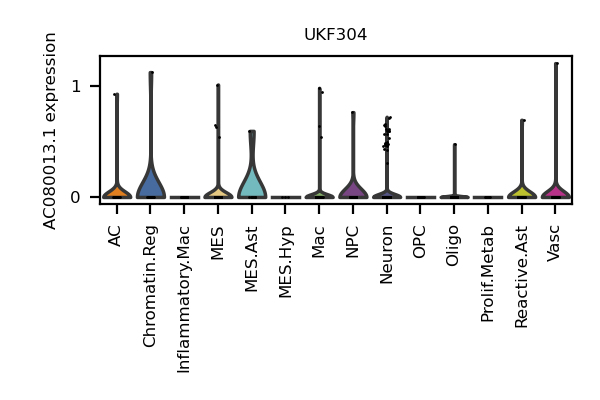 UKF304
AC080013.1 expression
1
0
AC
Chromatin.Reg
Inflammatory.Mac
MES
MES.Ast
MES.Hyp
Mac
NPC
Neuron
OPC
Oligo
Prolif.Metab
Reactive.Ast
Vasc